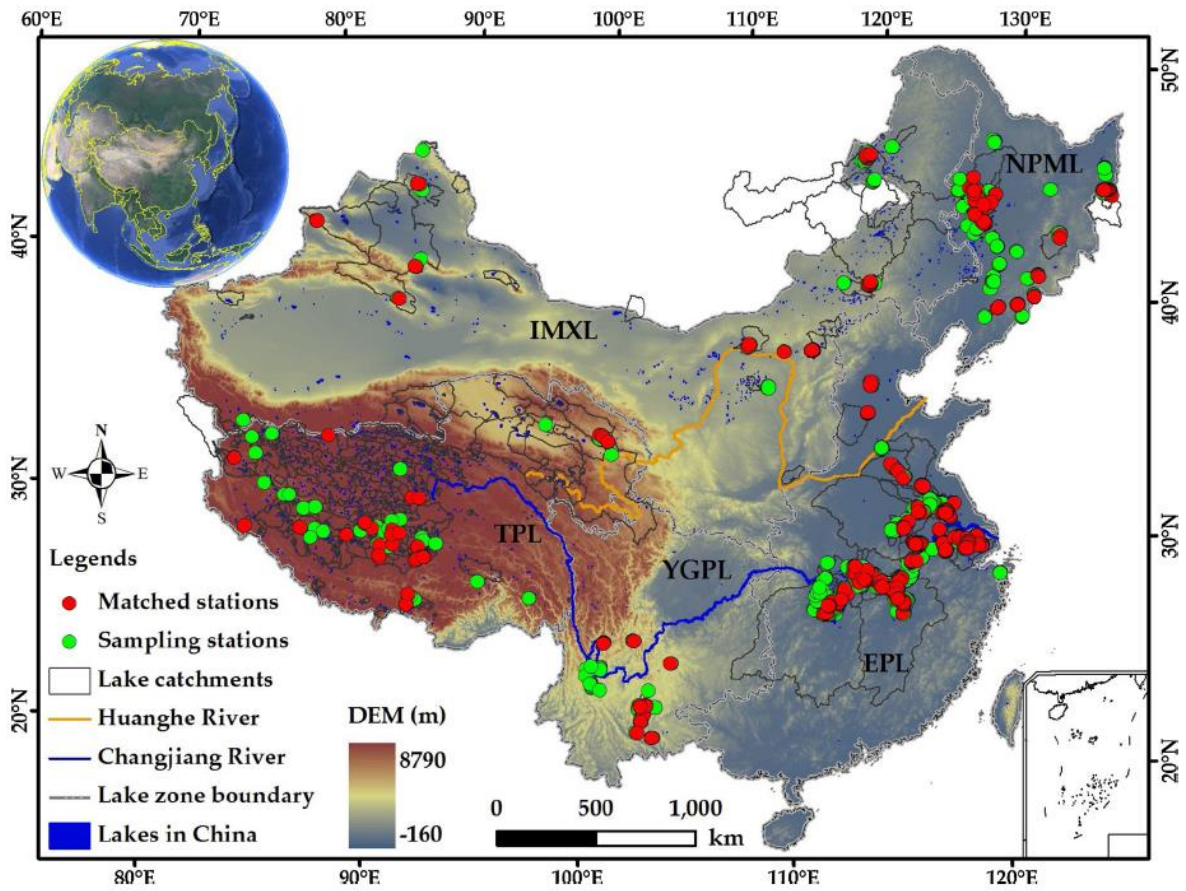 60°E 70°E 80°E 90°E 100°E 110°E 120°E 130°E
50°N
50°N
NPML
40°N
40°N
IMXL
N
W E
S
30°N
30°N
TPL
YGPL
EPL
Legends
Matched stations
Sampling stations
Lake catchments
Huanghe River
Changjiang River
Lake zone boundary
Lakes in China
DEM (m)
8790
-160
0 500 1,000
km
20°N
20°N
80°E 90°E 100°E 110°E 120°E